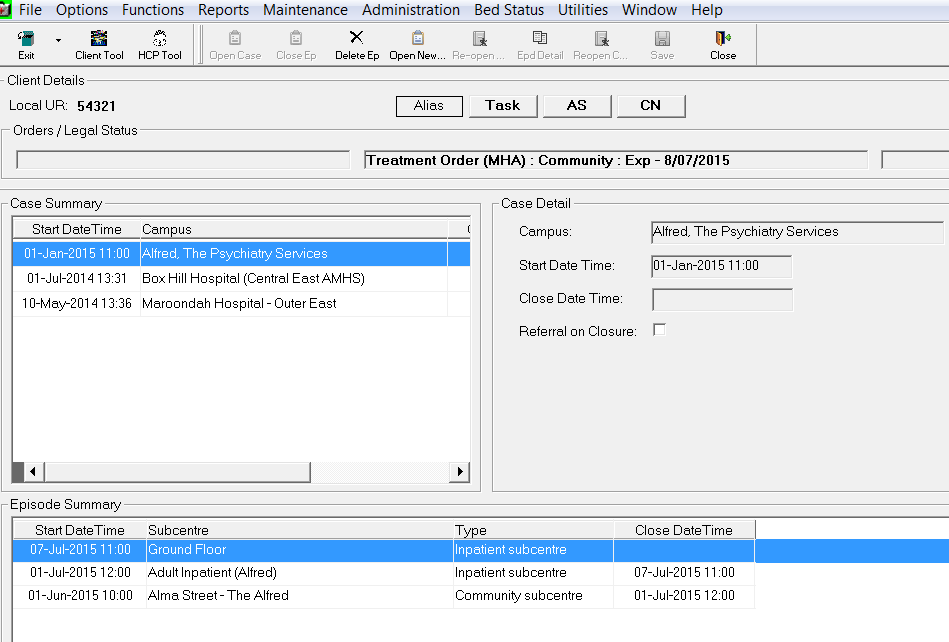 File Options Functions Reports Maintenance Administration Bed Status Utilities Window Help
Exit Client Tool HCP Tool Open Case Close Ep Delete Ep Open New... Re-open ... Epd Detail Reopen C... Save Close
Client Details
Local UR: 54321 Alias Task AS CN
Orders / Legal Status
Treatment Order (MHA) : Community : Exp - 8/07/2015
Case Summary
Start DateTime Campus
01-Jan-2015 11:00 Alfred, The Psychiatry Services
01-Jul-2014 13:31 Box Hill Hospital (Central East AMHS)
10-May-2014 13:36 Maroondah Hospital - Outer East
Case Detail
Campus: Alfred, The Psychiatry Services
Start Date Time: 01-Jan-2015 11:00
Close Date Time:
Referral on Closure:
Episode Summary
Start DateTime Subcentre Type Close DateTime
07-Jul-2015 11:00 Ground Floor Inpatient subcentre
01-Jul-2015 12:00 Adult Inpatient (Alfred) Inpatient subcentre 07-Jul-2015 11:00
01-Jun-2015 10:00 Alma Street - The Alfred Community subcentre 01-Jul-2015 12:00